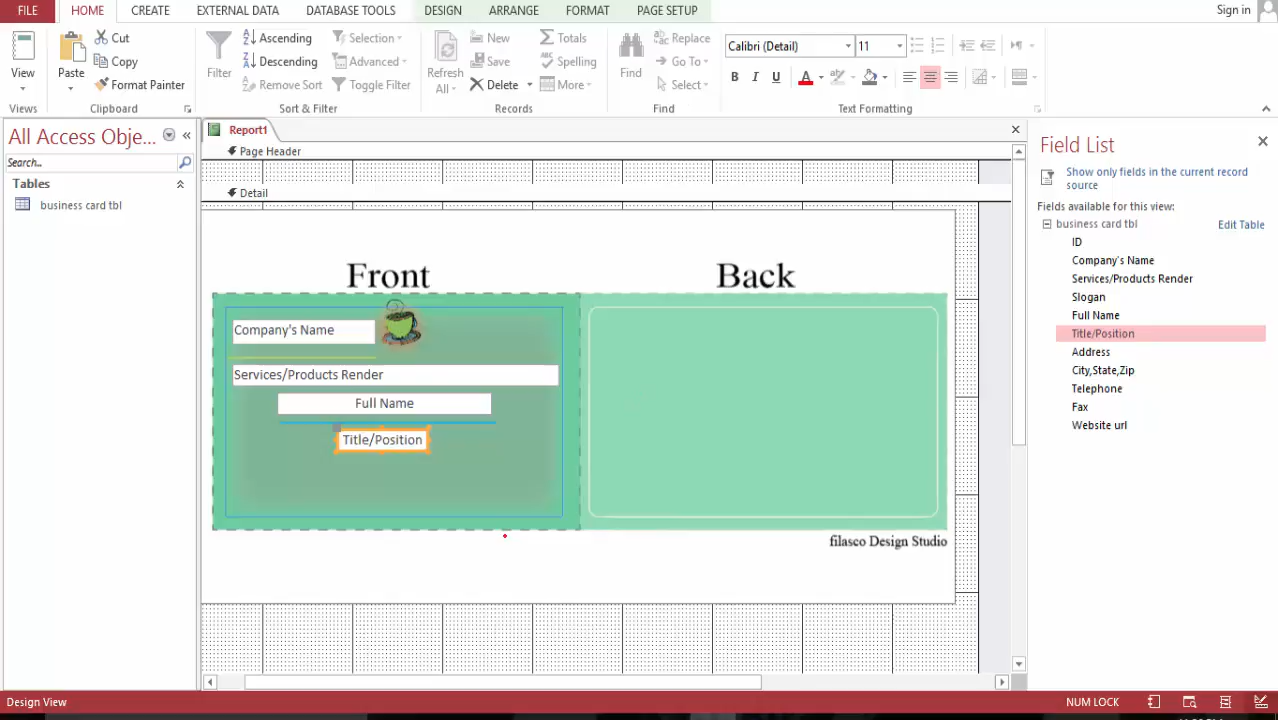 FILE HOME CREATE EXTERNAL DATA DATABASE TOOLS DESIGN ARRANGE FORMAT PAGE SETUP Sign in
View
Views
Paste
Cut
Copy
Format Painter
Clipboard
Filter
Ascending
Descending
Remove Sort
Selection
Advanced
Toggle Filter
Sort & Filter
Refresh
All
New
Save
Delete
Totals
Spelling
More
Records
Find
Replace
Go To
Select
Find
Calibri (Detail) 11
B I U A ab
Text Formatting
All Access Obje...
Search..
Tables
business card tbl
Report1
Page Header
Detail
Front
Back
Company's Name
Services/Products Render
Full Name
Title/Position
filasco Design Studio
Field List
Show only fields in the current record
source
Fields available for this view:
business card tbl Edit Table
ID
Company's Name
Services/Products Render
Slogan
Full Name
Title/Position
Address
City,State,Zip
Telephone
Fax
Website url
Design View
NUM LOCK